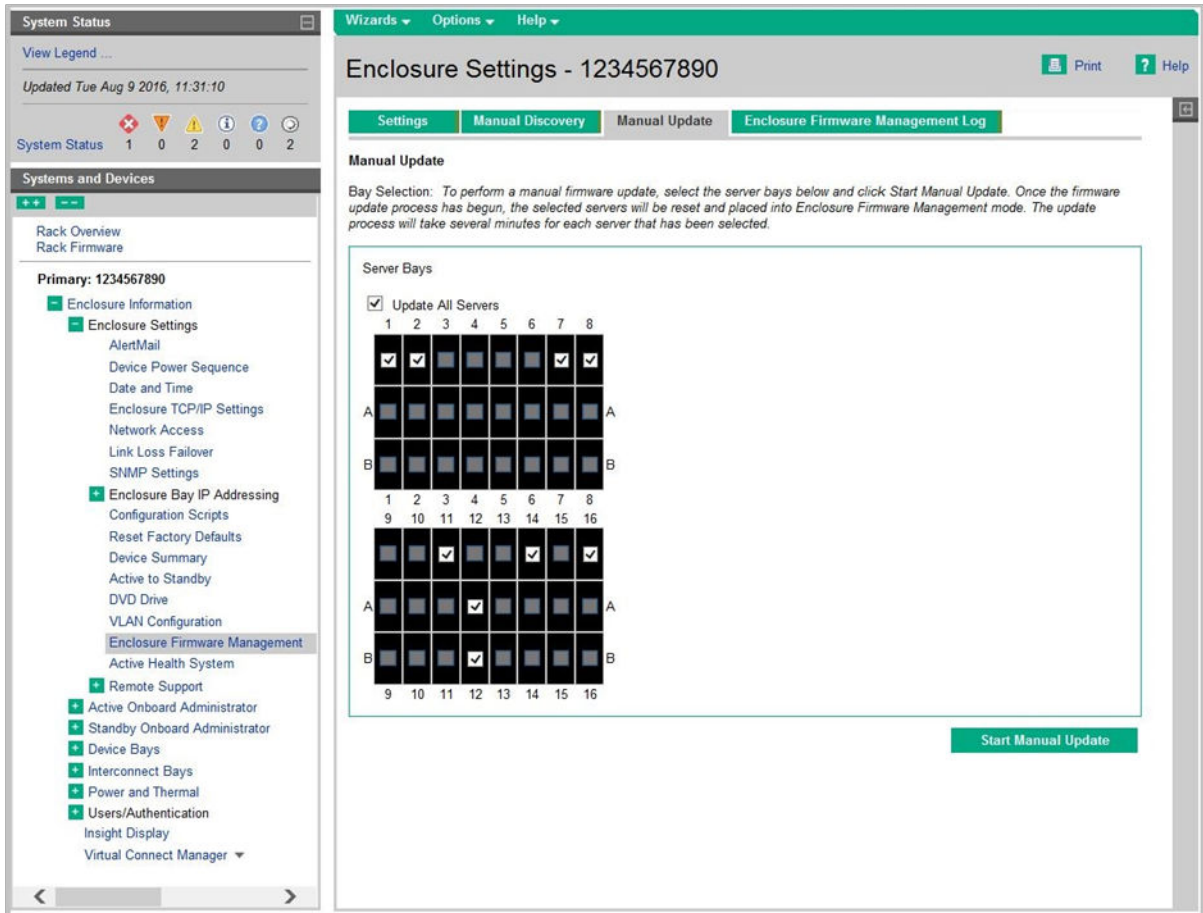 System Status
View Legend ...
Updated Tue Aug 9 2016, 11:31:10
System Status 1 0 2 0 0 2
Systems and Devices
++ --
Rack Overview
Rack Firmware
Primary: 1234567890
Enclosure Information
Enclosure Settings
AlertMail
Device Power Sequence
Date and Time
Enclosure TCP/IP Settings
Network Access
Link Loss Failover
SNMP Settings
Enclosure Bay IP Addressing
Configuration Scripts
Reset Factory Defaults
Device Summary
Active to Standby
DVD Drive
VLAN Configuration
Enclosure Firmware Management
Active Health System
Remote Support
Active Onboard Administrator
Standby Onboard Administrator
Device Bays
Interconnect Bays
Power and Thermal
Users/Authentication
Insight Display
Virtual Connect Manager
Wizards Options Help
Enclosure Settings - 1234567890
Print ? Help
Settings Manual Discovery Manual Update Enclosure Firmware Management Log
Manual Update
Bay Selection: To perform a manual firmware update, select the server bays below and click Start Manual Update. Once the firmware
update process has begun, the selected servers will be reset and placed into Enclosure Firmware Management mode. The update
process will take several minutes for each server that has been selected.
Server Bays
Update All Servers
1 2 3 4 5 6 7 8
A A
B B
1 2 3 4 5 6 7 8
9 10 11 12 13 14 15 16
A A
B B
9 10 11 12 13 14 15 16
Start Manual Update